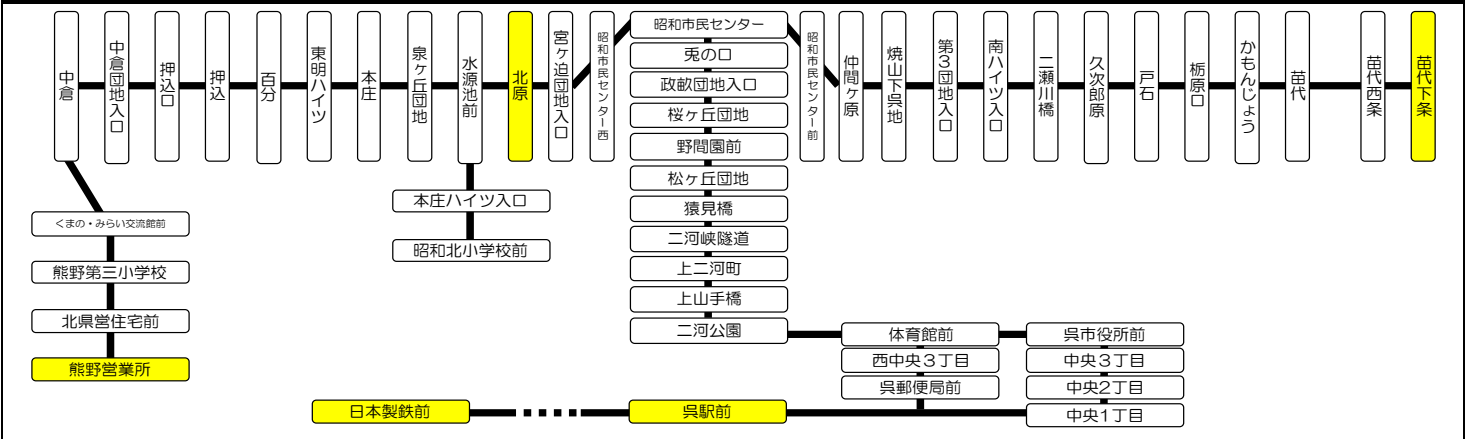 中倉
中倉団地入口
押込口
押込
百分
東明ハイツ
本庄
泉ヶ丘団地
水源池前
北原
宮ヶ迫団地入口
昭和市民センター西
昭和市民センター
昭和市民センター前
仲間ヶ原
焼山下呉地
第3団地入口
南ハイツ入口
二瀬川橋
久次郎原
戸石
栃原口
かもんじょう
苗代
苗代西条
苗代下条
兎の口
政畝団地入口
桜ヶ丘団地
野間園前
松ヶ丘団地
猿見橋
二河峡隧道
上二河町
上山手橋
二河公園
本庄ハイツ入口
昭和北小学校前
くまの・みらい交流館前
熊野第三小学校
北県営住宅前
熊野営業所
体育館前
西中央3丁目
呉郵便局前
呉市役所前
中央3丁目
中央2丁目
中央1丁目
日本製鉄前
呉駅前